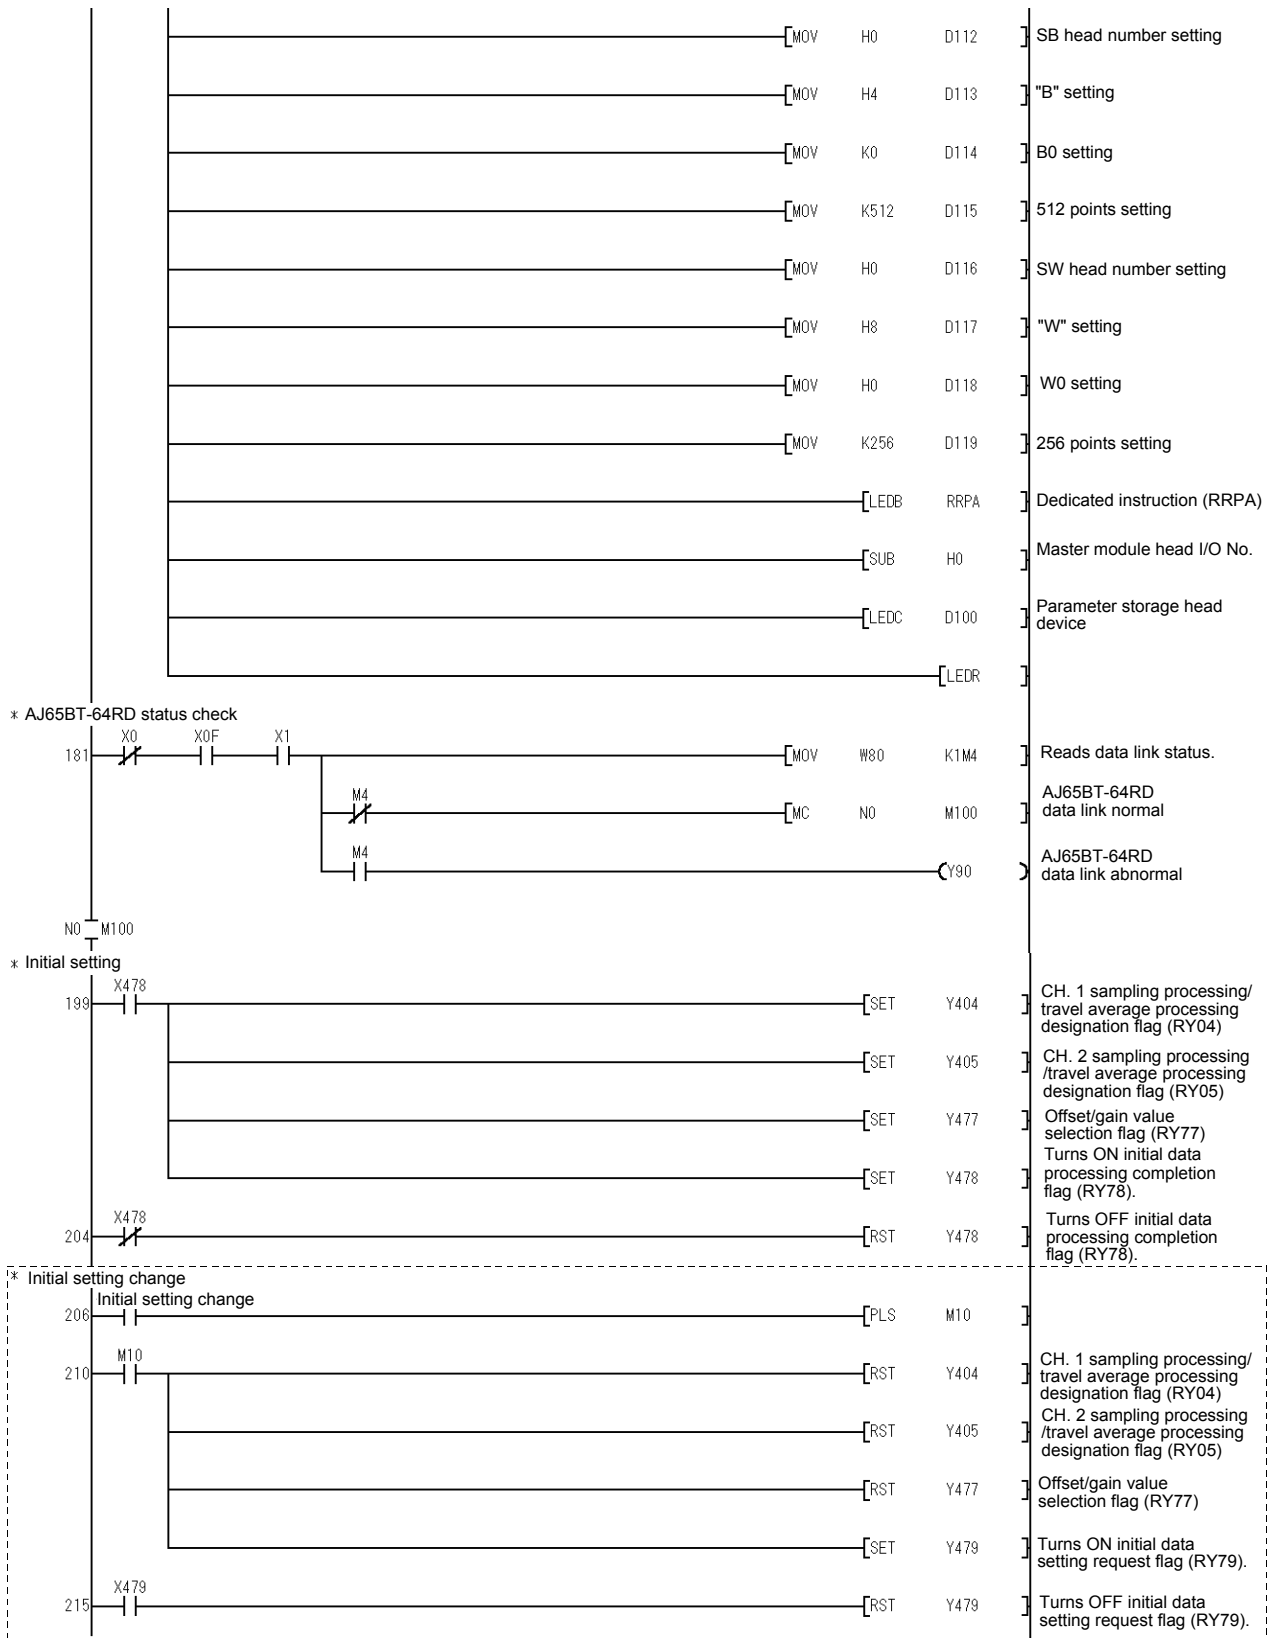 MOV H0 D112 SB head number setting
MOV H4 D113 "B" setting
MOV K0 D114 B0 setting
MOV K512 D115 512 points setting
MOV H0 D116 SW head number setting
MOV H8 D117 "W" setting
MOV H0 D118 W0 setting
MOV K256 D119 256 points setting
LEDB RRPA Dedicated instruction (RRPA)
SUB H0 Master module head I/O No.
LEDC D100 Parameter storage head
device
LEDR
* AJ65BT-64RD status check
X0 X0F X1
181 MOV W80 K1M4 Reads data link status.
M4
MC N0 M100 AJ65BT-64RD
data link normal
M4
Y90 AJ65BT-64RD
data link abnormal
N0 M100
* Initial setting
X478
199 SET Y404 CH. 1 sampling processing/
travel average processing
designation flag (RY04)
SET Y405 CH. 2 sampling processing
/travel average processing
designation flag (RY05)
SET Y477 Offset/gain value
selection flag (RY77)
SET Y478 Turns ON initial data
processing completion
flag (RY78).
X478
204 RST Y478 Turns OFF initial data
processing completion
flag (RY78).
* Initial setting change
Initial setting change
206 PLS M10
M10
210 RST Y404 CH. 1 sampling processing/
travel average processing
designation flag (RY04)
RST Y405 CH. 2 sampling processing
/travel average processing
designation flag (RY05)
RST Y477 Offset/gain value
selection flag (RY77)
SET Y479 Turns ON initial data
setting request flag (RY79).
X479
215 RST Y479 Turns OFF initial data
setting request flag (RY79).